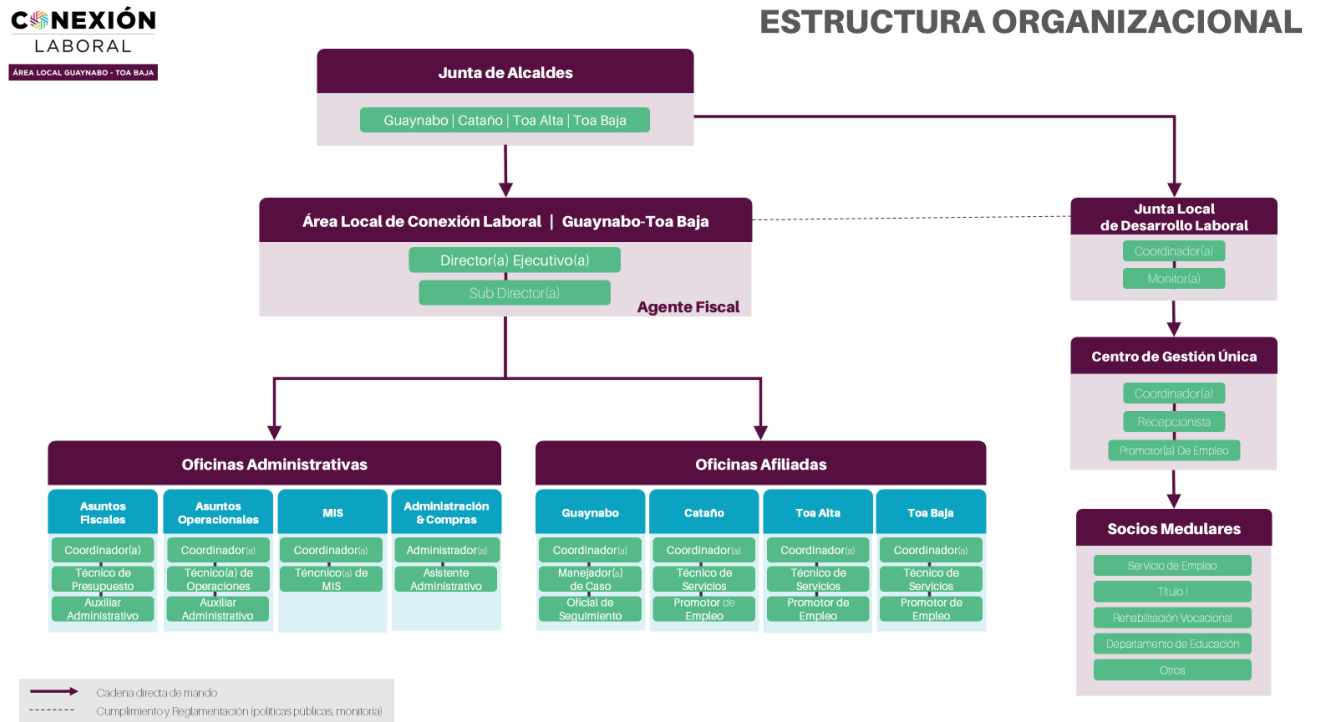 CONEXIÓN
LABORAL
ÁREA LOCAL GUAYNABO - TOA BAJA
ESTRUCTURA ORGANIZACIONAL
Junta de Alcaldes
Guaynabo | Cataño | Toa Alta | Toa Baja
Área Local de Conexión Laboral | Guaynabo-Toa Baja
Director(a) Ejecutivo(a)
Sub Director(a)
Agente Fiscal
Junta Local
de Desarrollo Laboral
Coordinador(a)
Monitor(a)
Centro de Gestión Única
Coordinador(a)
Recepcionista
Promotor(a) De Empleo
Socios Medulares
Servicio de Empleo
Título I
Rehabilitación Vocacional
Departamento de Educación
Otros
Oficinas Administrativas
Asuntos
Fiscales
Coordinador(a)
Técnico de
Presupuesto
Auxiliar
Administrativo
Asuntos
Operacionales
Coordinador(a)
Técnico(a) de
Operaciones
Auxiliar
Administrativo
MIS
Coordinador(a)
Téncnico(a) de
MIS
Administración
& Compras
Administrador(a)
Asistente
Administrativo
Oficinas Afiliadas
Guaynabo
Coordinador(a)
Manejador(a)
de Caso
Oficial de
Seguimiento
Cataño
Coordinador(a)
Técnico de
Servicios
Promotor de
Empleo
Toa Alta
Coordinador(a)
Técnico de
Servicios
Promotor de
Empleo
Toa Baja
Coordinador(a)
Técnico de
Servicios
Promotor de
Empleo
Cadena directa de mando
Cumplimiento y Reglamentación (políticas públicas, monitoria)